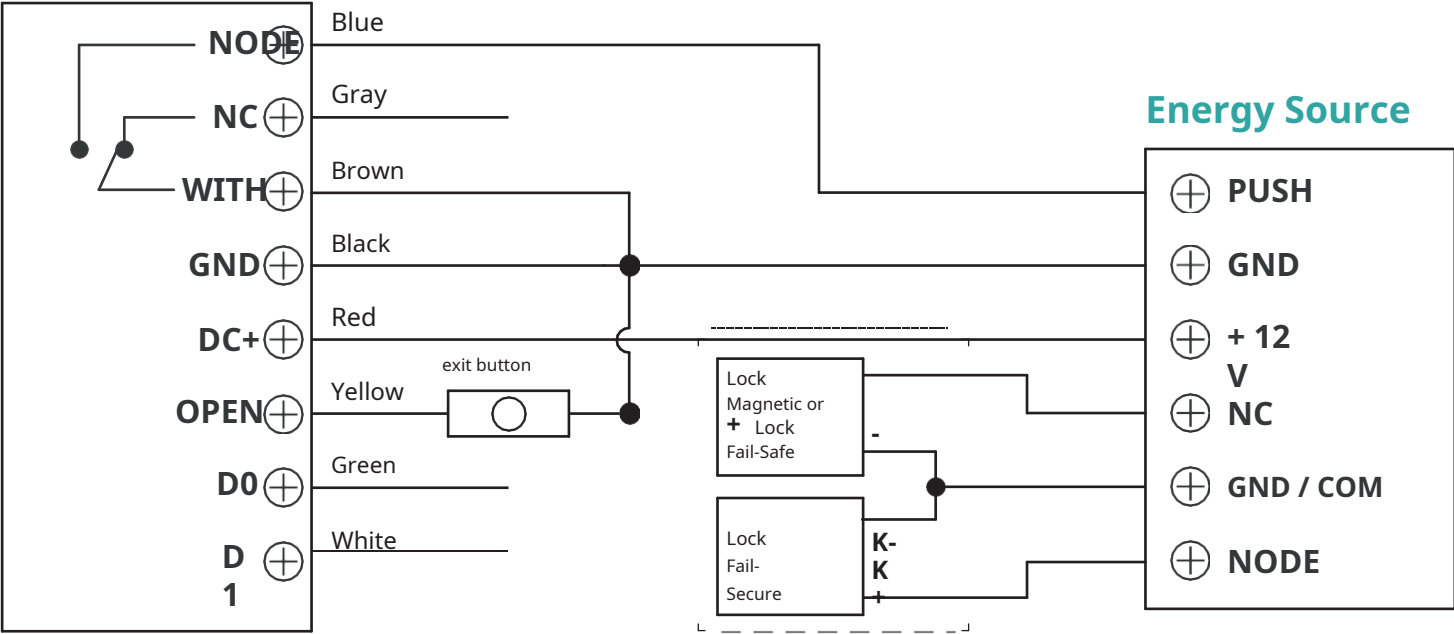 Blue
NODE
Gray
NC
Brown
WITH
Black
GND
Red
DC+
exit button
Yellow
OPEN
Green
D0
White
D
1
Lock
Magnetic or
+ Lock
Fail-Safe
-
Lock
Fail-
Secure
K-
K
+
Energy Source
PUSH
GND
+ 12
V
NC
GND / COM
NODE